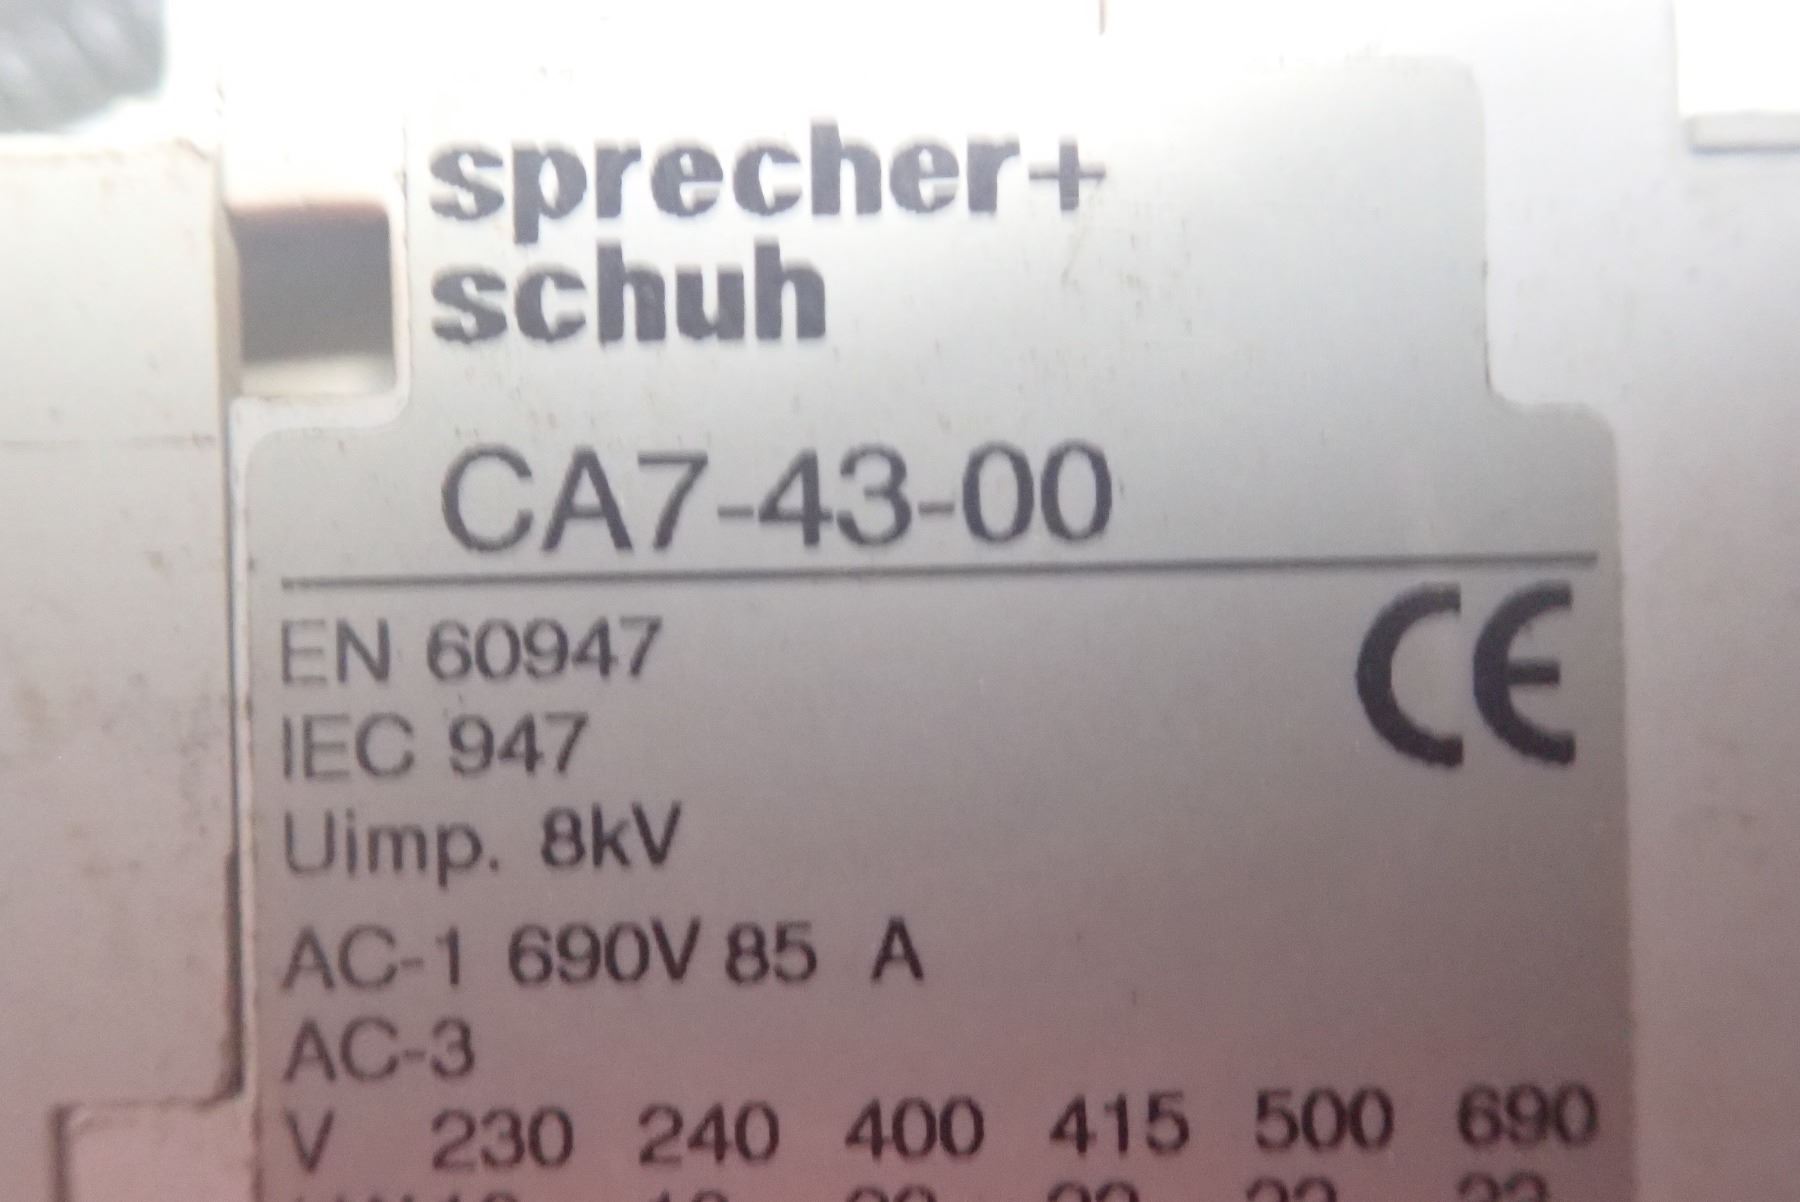 sprecher+
schuh
CA7-43-00
CE
EN 60947
IEC 947
Uimp. 8kV
AC-1 690V 85 A
AC-3
V 230 240 400 415 500 690